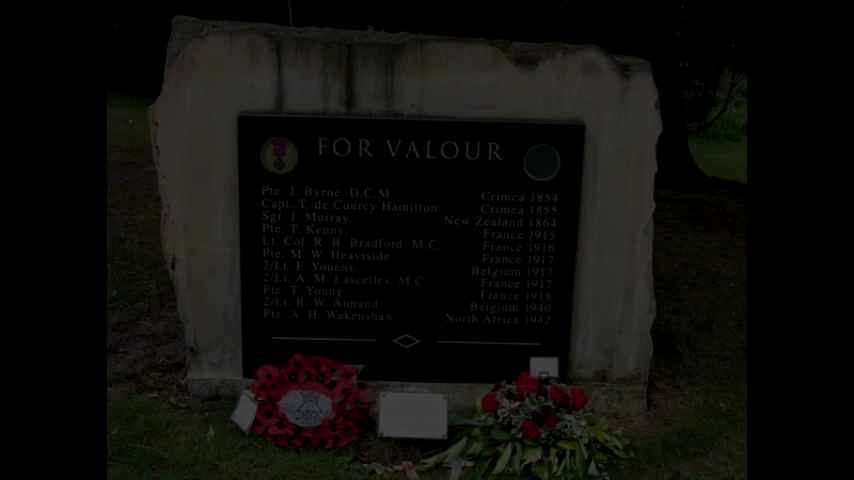 FOR VALOUR
Pte. J. Byrne. D.C.M. Crimea 1854
Capt. T. de Courcy Hamilton. Crimea 1855
Sgt. J. Murray. New Zealand 1864
Pte. T. Kenny. France 1915
Lt. Col. R. B. Bradford. M.C. France 1916
Pte. M. W. Heaviside. France 1917
2/Lt. F. Youens. Belgium 1917
2/Lt. A. M. Lascelles. M.C. France 1917
Pte. T. Young. France 1918
2/Lt. R. W. Annand. Belgium 1940
Pte. A. H. Wakenshaw. North Africa 1942